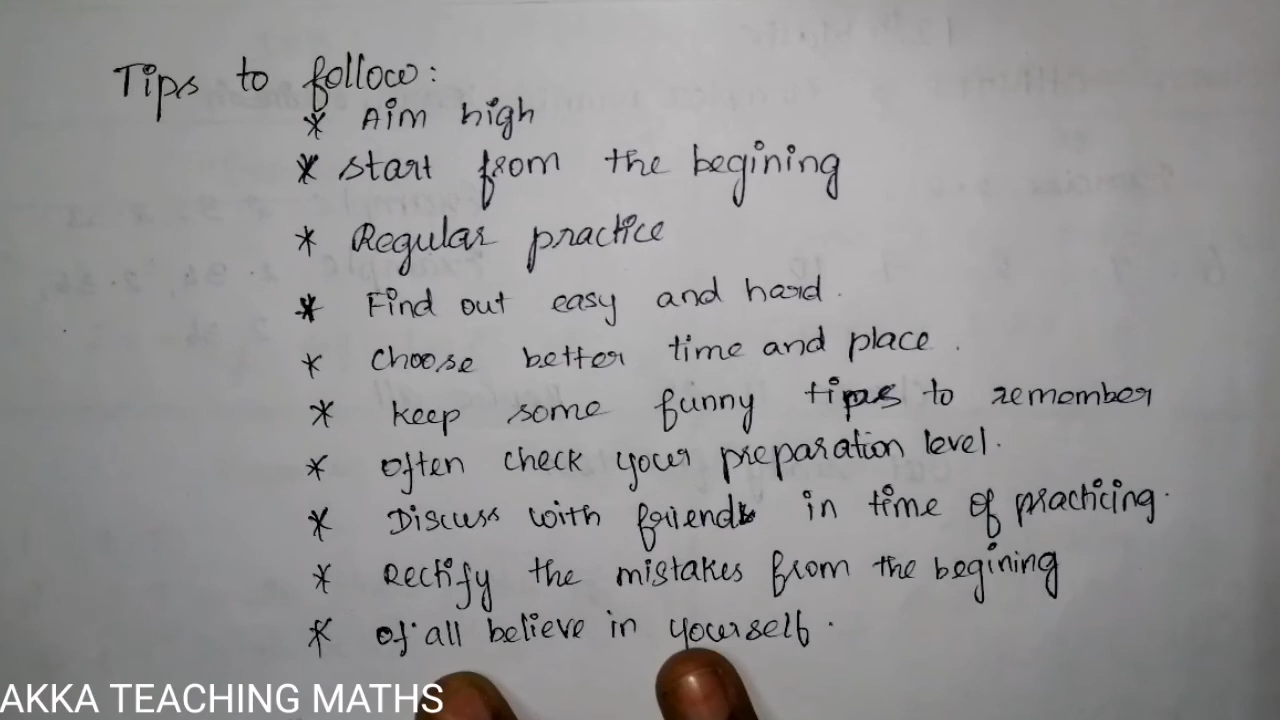 Tips to follow:
* Aim high
* start from the begining
* Regular practice
* Find out easy and hard.
* choose better time and place.
* keep some funny tips to remember
* often check your preparation level.
* Discuss with friends in time of practicing.
* Rectify the mistakes from the begining
* of all believe in yourself.
AKKA TEACHING MATHS